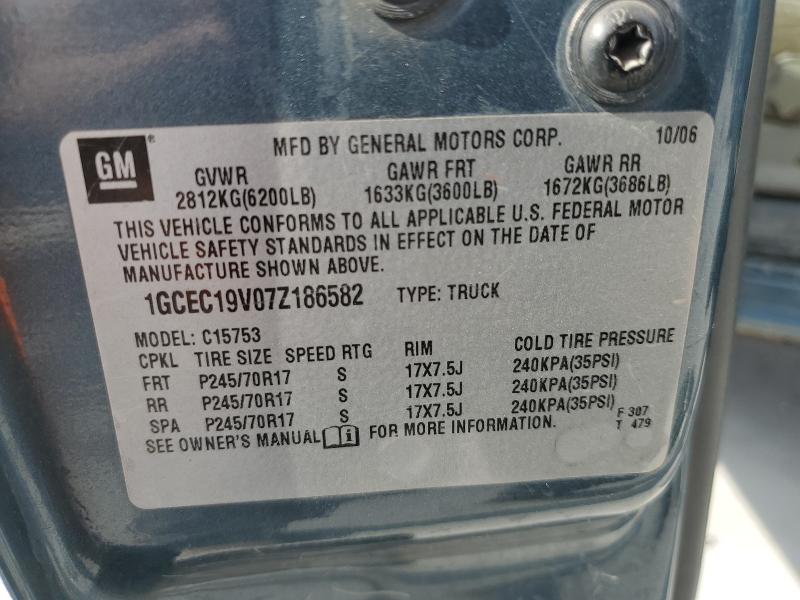 GM® MFD BY GENERAL MOTORS CORP. 10/06
GVWR GAWR FRT GAWR RR
2812KG(6200LB) 1633KG(3600LB) 1672KG(3686LB)
THIS VEHICLE CONFORMS TO ALL APPLICABLE U.S. FEDERAL MOTOR
VEHICLE SAFETY STANDARDS IN EFFECT ON THE DATE OF
MANUFACTURE SHOWN ABOVE.
1GCEC19V07Z186582 TYPE: TRUCK
MODEL: C15753
CPKL TIRE SIZE SPEED RTG RIM COLD TIRE PRESSURE
FRT P245/70R17 S 17X7.5J 240KPA(35PSI)
RR P245/70R17 S 17X7.5J 240KPA(35PSI)
SPA P245/70R17 S 17X7.5J 240KPA(35PSI)
SEE OWNER'S MANUAL FOR MORE INFORMATION.
F 307
T 479